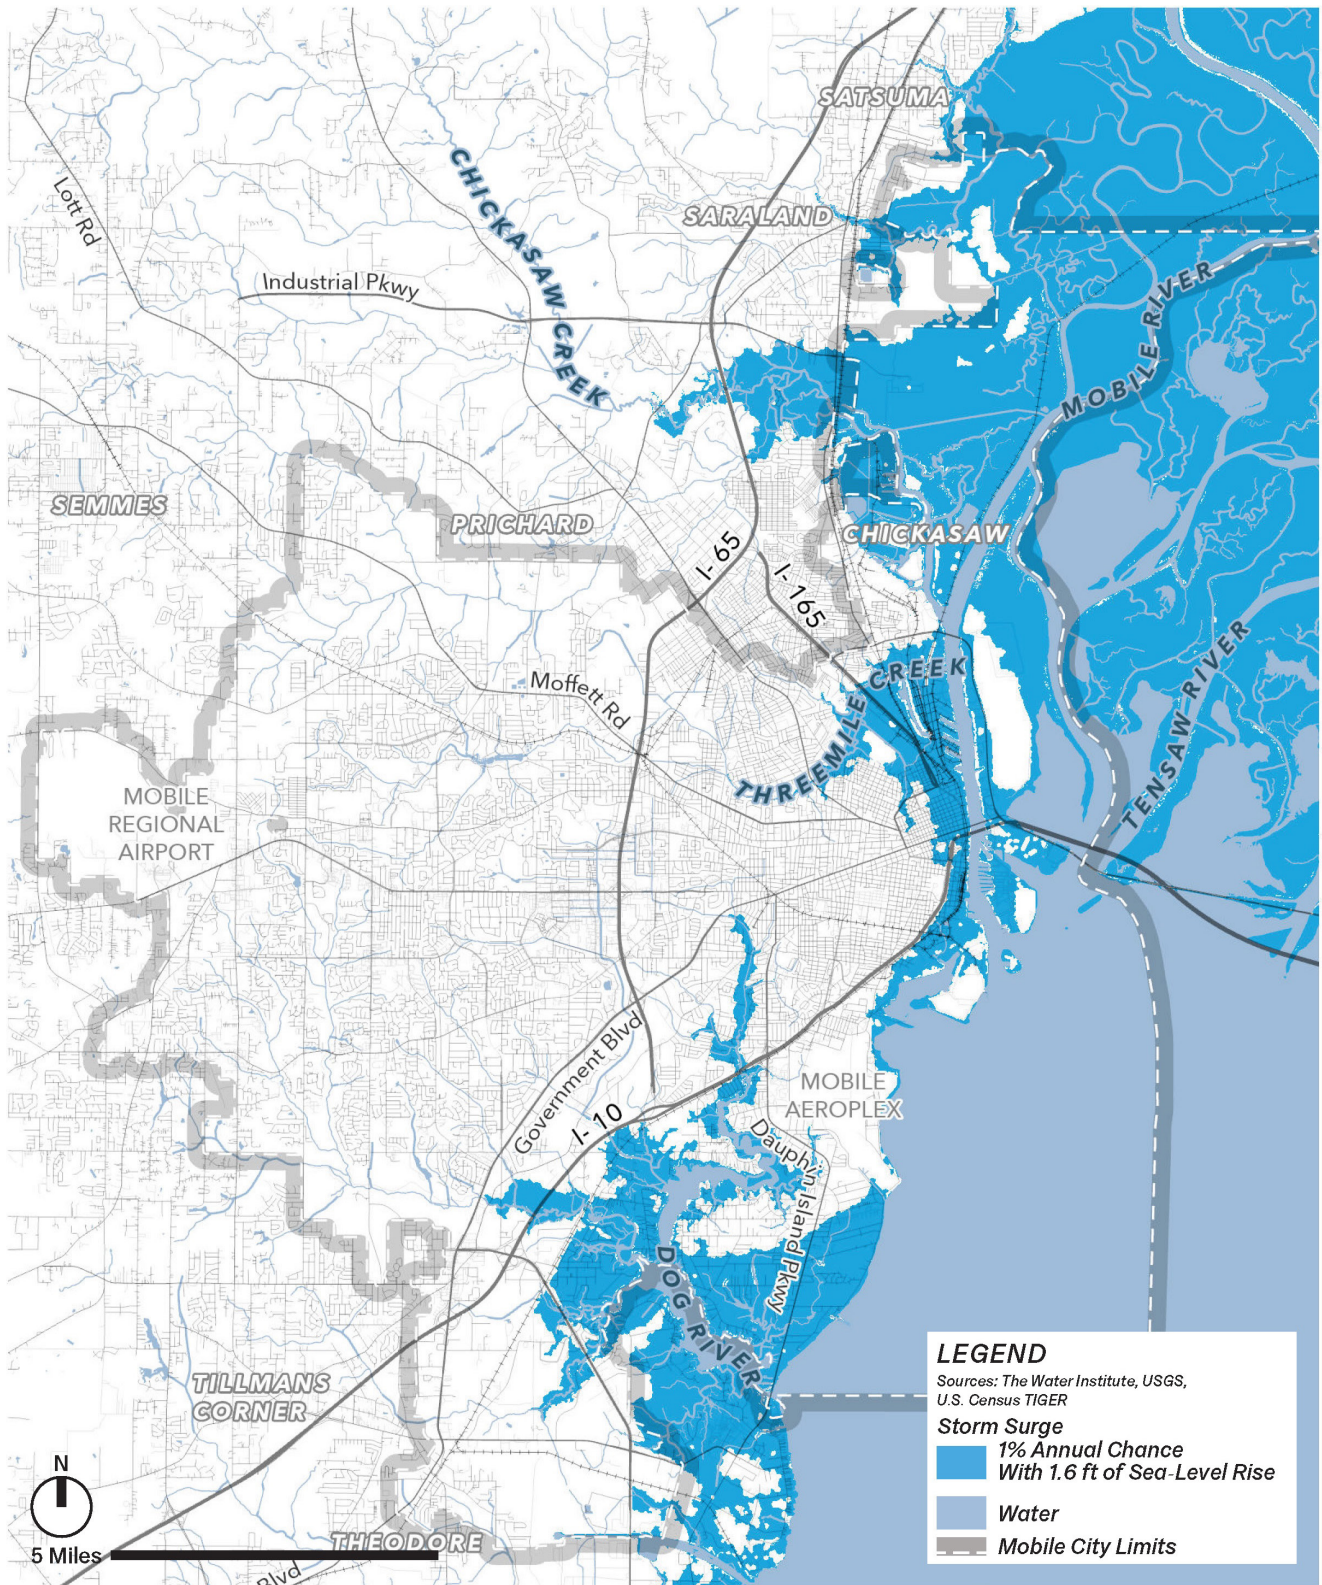 SATSUMA
CHICKASAW CREEK
Lott Rd
SARALAND
Industrial Pkwy
MOBILE RIVER
SEMMES
PRICHARD
CHICKASAW
I- 65
I- 165
THREEMILE CREEK
TENSAW RIVER
Moffett Rd
MOBILE
REGIONAL
AIRPORT
Government Blvd
I- 10
MOBILE
AEROPLEX
Dauphin Island Pkwy
DOG RIVER
TILLMANS
CORNER
THEODORE
Blvd
N
5 Miles
LEGEND
Sources: The Water Institute, USGS,
U.S. Census TIGER
Storm Surge
1% Annual Chance
With 1.6 ft of Sea-Level Rise
Water
Mobile City Limits